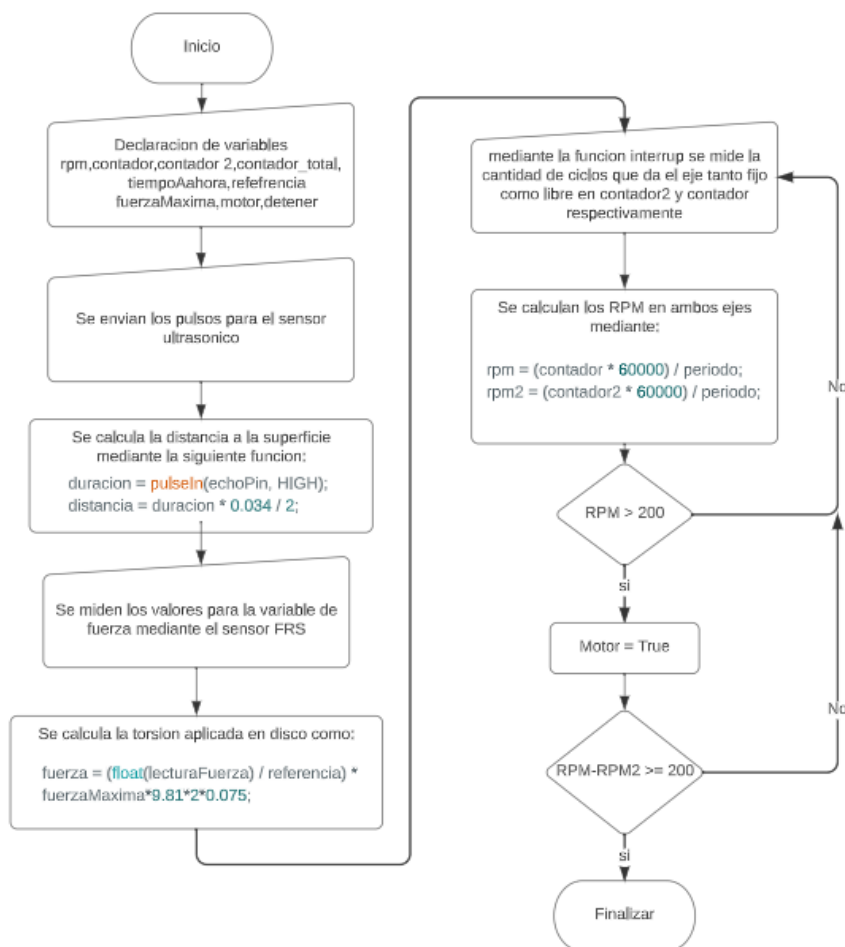 Inicio
Declaracion de variables
rpm,contador,contador 2,contador_total,
tiempoAahora,refefrencia
fuerzaMaxima,motor,detener
Se envian los pulsos para el sensor
ultrasonico
Se calcula la distancia a la superficie
mediante la siguiente funcion:
duracion = pulseIn(echoPin, HIGH);
distancia = duracion * 0.034 / 2;
Se miden los valores para la variable de
fuerza mediante el sensor FRS
Se calcula la torsion aplicada en disco como:
fuerza = (float(lecturaFuerza) / referencia) *
fuerzaMaxima*9.81*2*0.075;
mediante la funcion interrup se mide la
cantidad de ciclos que da el eje tanto fijo
como libre en contador2 y contador
respectivamente
Se calculan los RPM en ambos ejes
mediante:
rpm = (contador * 60000) / periodo;
rpm2 = (contador2 * 60000) / periodo;
No
RPM > 200
si
Motor = True
No
RPM-RPM2 >= 200
si
Finalizar